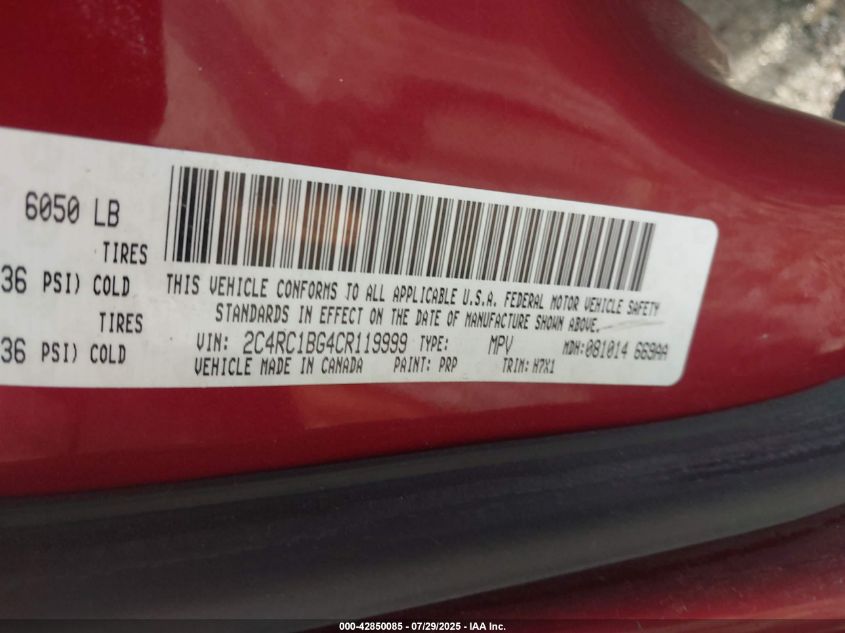 6050 LB
TIRES
36 PSI) COLD
TIRES
36 PSI) COLD
THIS VEHICLE CONFORMS TO ALL APPLICABLE U.S.A. FEDERAL MOTOR VEHICLE SAFETY
STANDARDS IN EFFECT ON THE DATE OF MANUFACTURE SHOWN ABOVE.
VIN: 2C4RC1BG4CR119999 TYPE: MPV MDH:081014 669AA
VEHICLE MADE IN CANADA PAINT: PRP TRIM: H7X1
000-42850085 - 07/29/2025 - IAA Inc.